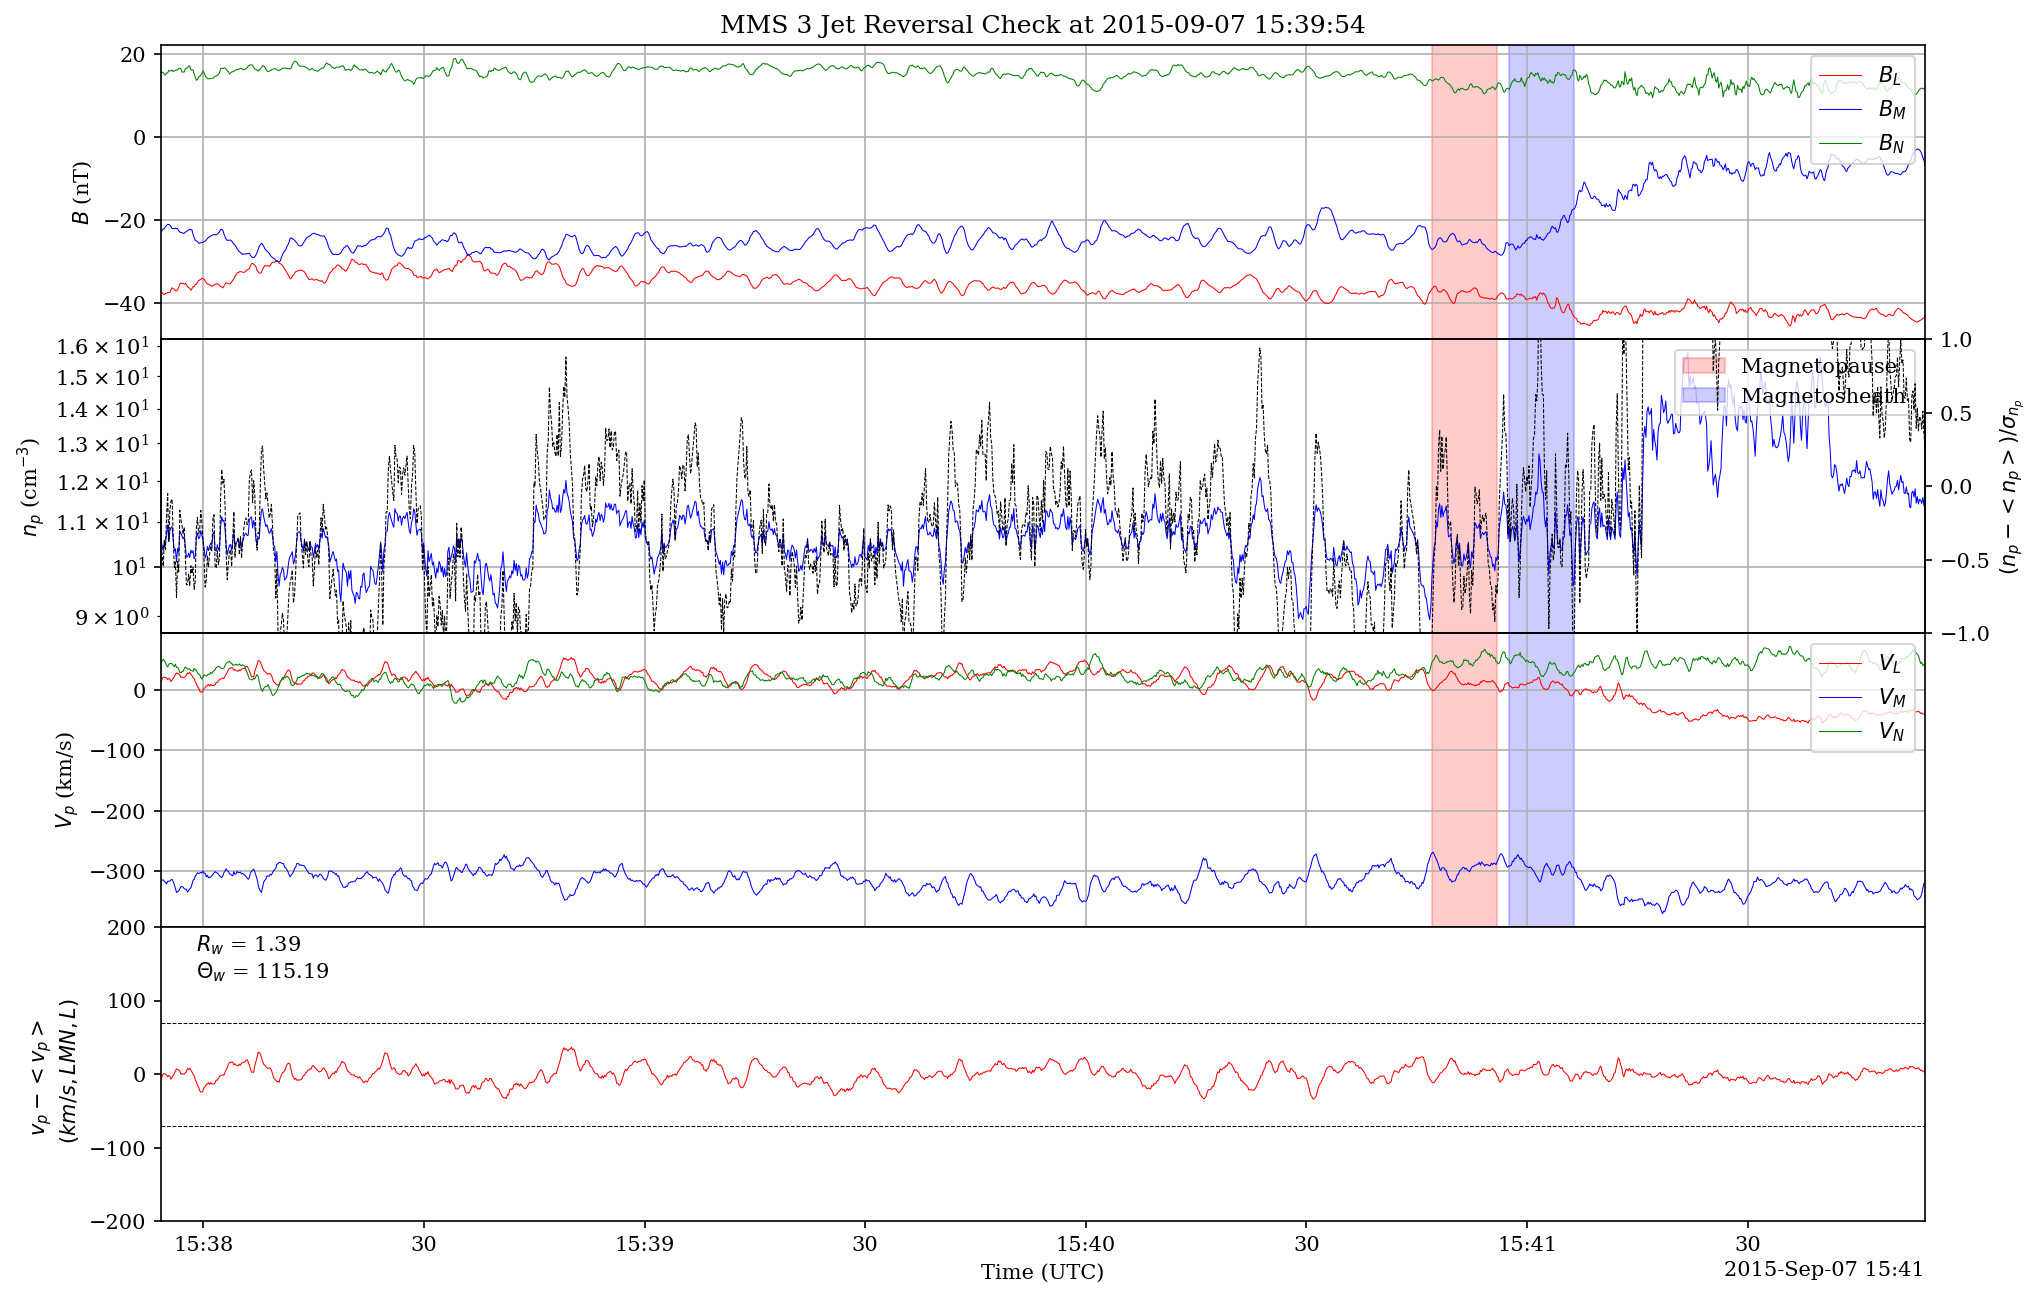 MMS 3 Jet Reversal Check at 2015-09-07 15:39:54
20
0
−20
−40
B (nT)
B_L
B_M
B_N
1.6 × 10^1
1.5 × 10^1
1.4 × 10^1
1.3 × 10^1
1.2 × 10^1
1.1 × 10^1
10^1
9 × 10^0
n_p (cm^−3)
Magnetopause
Magnetosheath
1.0
0.5
0.0
−0.5
−1.0
(n_p − <n_p>)/σ_{n_p}
0
−100
−200
−300
V_p (km/s)
V_L
V_M
V_N
200
100
0
−100
−200
v_p − <v_p>
(km/s, LMN, L)
R_w = 1.39
Θ_w = 115.19
15:38
30
15:39
30
15:40
30
15:41
30
Time (UTC)
2015-Sep-07 15:41